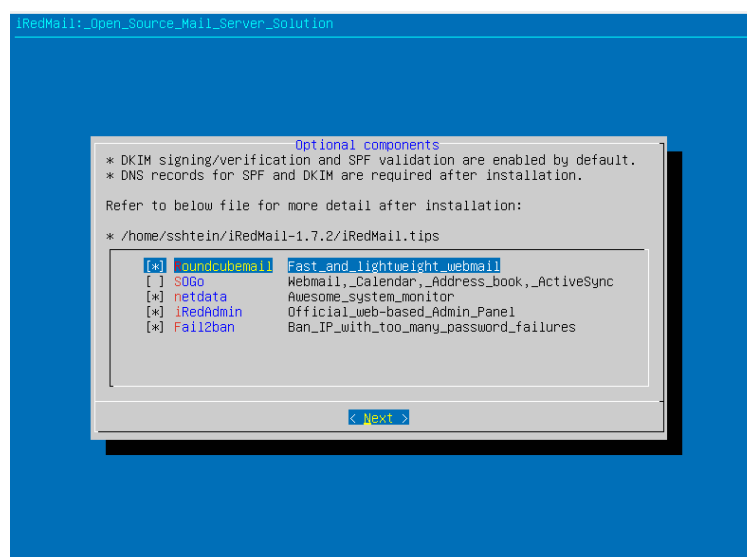 iRedMail:_Open_Source_Mail_Server_Solution
Optional components
* DKIM signing/verification and SPF validation are enabled by default.
* DNS records for SPF and DKIM are required after installation.
Refer to below file for more detail after installation:
* /home/sshtein/iRedMail-1.7.2/iRedMail.tips
[*] Roundcubemail Fast_and_lightweight_webmail
[ ] SOGo Webmail,_Calendar,_Address_book,_ActiveSync
[*] netdata Awesome_system_monitor
[*] iRedAdmin Official_web-based_Admin_Panel
[*] Fail2ban Ban_IP_with_too_many_password_failures
< Next >